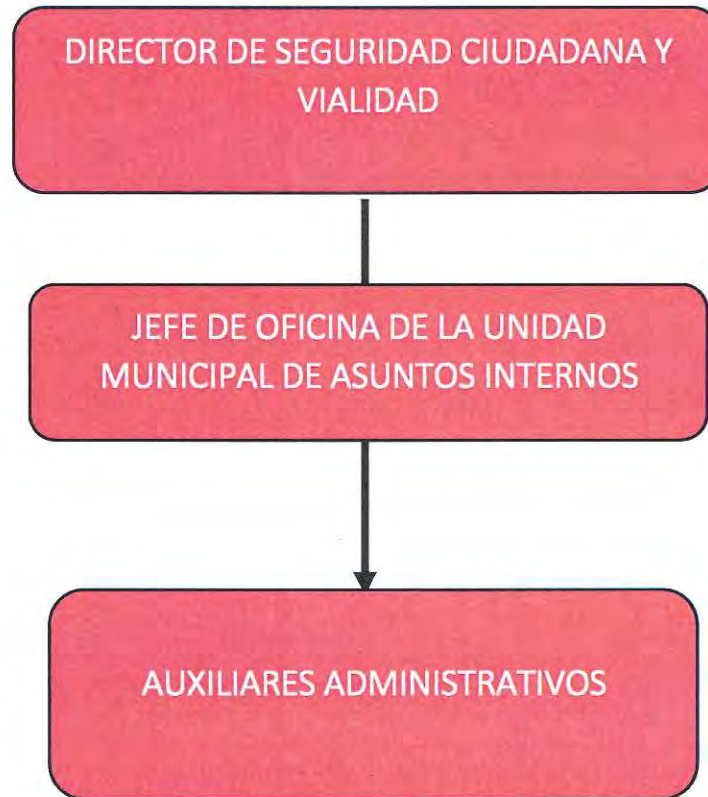 DIRECTOR DE SEGURIDAD CIUDADANA Y
VIALIDAD
JEFE DE OFICINA DE LA UNIDAD
MUNICIPAL DE ASUNTOS INTERNOS
AUXILIARES ADMINISTRATIVOS